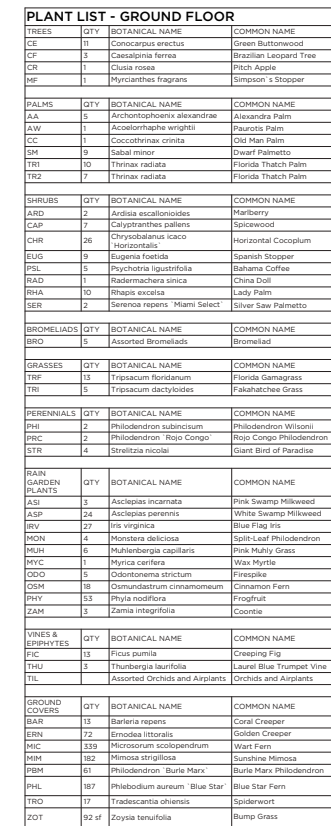 PLANT LIST - GROUND FLOOR
TREES QTY BOTANICAL NAME COMMON NAME
CE 11 Conocarpus erectus Green Buttonwood
CF 3 Caesalpinia ferrea Brazilian Leopard Tree
CR 1 Clusia rosea Pitch Apple
MF 1 Myrcianthes fragrans Simpson`s Stopper
PALMS QTY BOTANICAL NAME COMMON NAME
AA 5 Archontophoenix alexandrae Alexandra Palm
AW 1 Acoelorrhaphe wrightii Paurotis Palm
CC 1 Coccothrinax crinita Old Man Palm
SM 9 Sabal minor Dwarf Palmetto
TR1 10 Thrinax radiata Florida Thatch Palm
TR2 7 Thrinax radiata Florida Thatch Palm
SHRUBS QTY BOTANICAL NAME COMMON NAME
ARD 2 Ardisia escallonioides Marlberry
CAP 7 Calyptranthes pallens Spicewood
CHR 26 Chrysobalanus icaco
`Horizontalis` Horizontal Cocoplum
EUG 9 Eugenia foetida Spanish Stopper
PSL 5 Psychotria ligustrifolia Bahama Coffee
RAD 1 Radermachera sinica China Doll
RHA 10 Rhapis excelsa Lady Palm
SER 2 Serenoa repens `Miami Select` Silver Saw Palmetto
BROMELIADS QTY BOTANICAL NAME COMMON NAME
BRO 5 Assorted Bromeliads Bromeliad
GRASSES QTY BOTANICAL NAME COMMON NAME
TRF 13 Tripsacum floridanum Florida Gamagrass
TRI 5 Tripsacum dactyloides Fakahatchee Grass
PERENNIALS QTY BOTANICAL NAME COMMON NAME
PHI 2 Philodendron subincisum Philodendron Wilsonii
PRC 2 Philodendron `Rojo Congo` Rojo Congo Philodendron
STR 4 Strelitzia nicolai Giant Bird of Paradise
RAIN
GARDEN QTY BOTANICAL NAME COMMON NAME
PLANTS
ASI 3 Asclepias incarnata Pink Swamp Milkweed
ASP 24 Asclepias perennis White Swamp Milkweed
IRV 27 Iris virginica Blue Flag Iris
MON 4 Monstera deliciosa Split-Leaf Philodendron
MUH 6 Muhlenbergia capillaris Pink Muhly Grass
MYC 1 Myrica cerifera Wax Myrtle
ODO 5 Odontonema strictum Firespike
OSM 18 Osmundastrum cinnamomeum Cinnamon Fern
PHY 53 Phyla nodiflora Frogfruit
ZAM 3 Zamia integrifolia Coontie
VINES &
EPIPHYTES QTY BOTANICAL NAME COMMON NAME
FIC 13 Ficus pumila Creeping Fig
THU 3 Thunbergia laurifolia Laurel Blue Trumpet Vine
TIL Assorted Orchids and Airplants Orchids and Airplants
GROUND
COVERS QTY BOTANICAL NAME COMMON NAME
BAR 13 Barleria repens Coral Creeper
ERN 72 Ernodea littoralis Golden Creeper
MIC 339 Microsorum scolopendrum Wart Fern
MIM 182 Mimosa strigillosa Sunshine Mimosa
PBM 61 Philodendron `Burle Marx` Burle Marx Philodendron
PHL 187 Phlebodium aureum `Blue Star` Blue Star Fern
TRO 17 Tradescantia ohiensis Spiderwort
ZOT 92 sf Zoysia tenuifolia Bump Grass